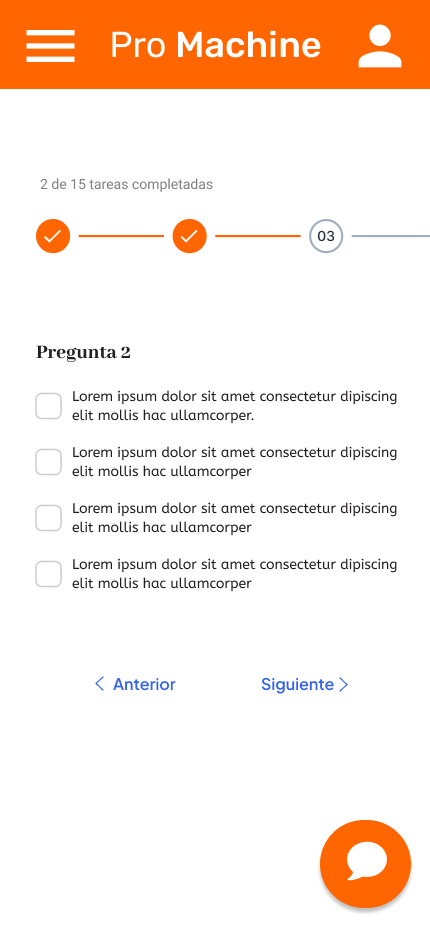 Pro Machine
2 de 15 tareas completadas
03
Pregunta 2
Lorem ipsum dolor sit amet consectetur dipiscing
elit mollis hac ullamcorper.
Lorem ipsum dolor sit amet consectetur dipiscing
elit mollis hac ullamcorper
Lorem ipsum dolor sit amet consectetur dipiscing
elit mollis hac ullamcorper
Lorem ipsum dolor sit amet consectetur dipiscing
elit mollis hac ullamcorper
Anterior Siguiente